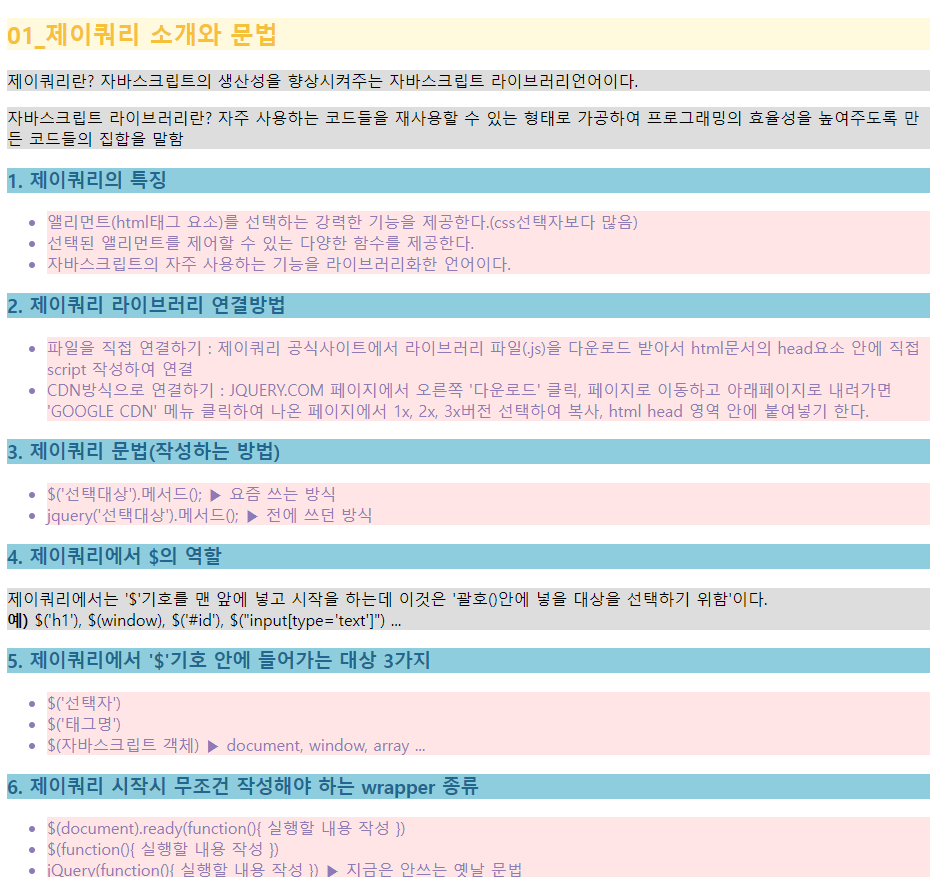 01_제이쿼리 소개와 문법
제이쿼리란? 자바스크립트의 생산성을 향상시켜주는 자바스크립트 라이브러리언어이다.
자바스크립트 라이브러리란? 자주 사용하는 코드들을 재사용할 수 있는 형태로 가공하여 프로그래밍의 효율성을 높여주도록 만
든 코드들의 집합을 말함
1. 제이쿼리의 특징
• 앨리먼트(html태그 요소)를 선택하는 강력한 기능을 제공한다.(css선택자보다 많음)
• 선택된 앨리먼트를 제어할 수 있는 다양한 함수를 제공한다.
• 자바스크립트의 자주 사용하는 기능을 라이브러리화한 언어이다.
2. 제이쿼리 라이브러리 연결방법
• 파일을 직접 연결하기 : 제이쿼리 공식사이트에서 라이브러리 파일(.js)을 다운로드 받아서 html문서의 head요소 안에 직접
script 작성하여 연결
• CDN방식으로 연결하기 : JQUERY.COM 페이지에서 오른쪽 '다운로드' 클릭, 페이지로 이동하고 아래페이지로 내려가면
'GOOGLE CDN' 메뉴 클릭하여 나온 페이지에서 1x, 2x, 3x버전 선택하여 복사, html head 영역 안에 붙여넣기 한다.
3. 제이쿼리 문법(작성하는 방법)
• $('선택대상').메서드(); ▶ 요즘 쓰는 방식
• jquery('선택대상').메서드(); ▶ 전에 쓰던 방식
4. 제이쿼리에서 $의 역할
제이쿼리에서는 '$'기호를 맨 앞에 넣고 시작을 하는데 이것은 '괄호()안에 넣을 대상을 선택하기 위함'이다.
예) $('h1'), $(window), $('#id'), $("input[type='text']") ...
5. 제이쿼리에서 '$'기호 안에 들어가는 대상 3가지
• $('선택자')
• $('태그명')
• $(자바스크립트 객체) ▶ document, window, array ...
6. 제이쿼리 시작시 무조건 작성해야 하는 wrapper 종류
• $(document).ready(function(){ 실행할 내용 작성 })
• $(function(){ 실행할 내용 작성 })
• jQuery(function(){ 실행할 내용 작성 }) ▶ 지금은 안쓰는 옛날 문법